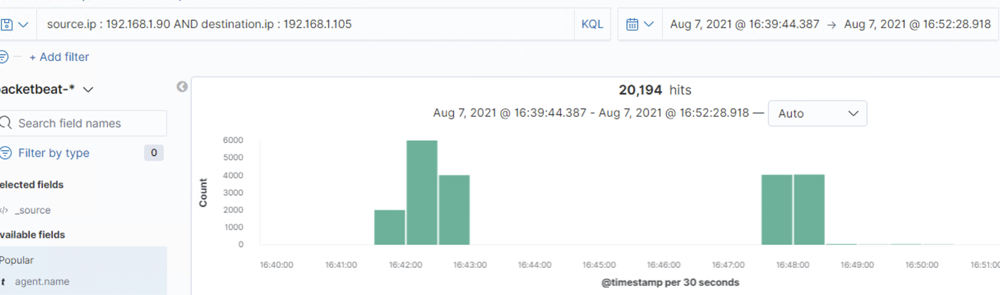 source.ip : 192.168.1.90 AND destination.ip : 192.168.1.105 KQL Aug 7, 2021 @ 16:39:44.387 → Aug 7, 2021 @ 16:52:28.918
+ Add filter
acketbeat-*
20,194 hits
Aug 7, 2021 @ 16:39:44.387 - Aug 7, 2021 @ 16:52:28.918 — Auto
Search field names
Filter by type 0
elected fields
_source
vailable fields
Popular
t agent.name
Count
6000
5000
4000
3000
2000
1000
0
16:40:00 16:41:00 16:42:00 16:43:00 16:44:00 16:45:00 16:46:00 16:47:00 16:48:00 16:49:00 16:50:00 16:51:00
@timestamp per 30 seconds